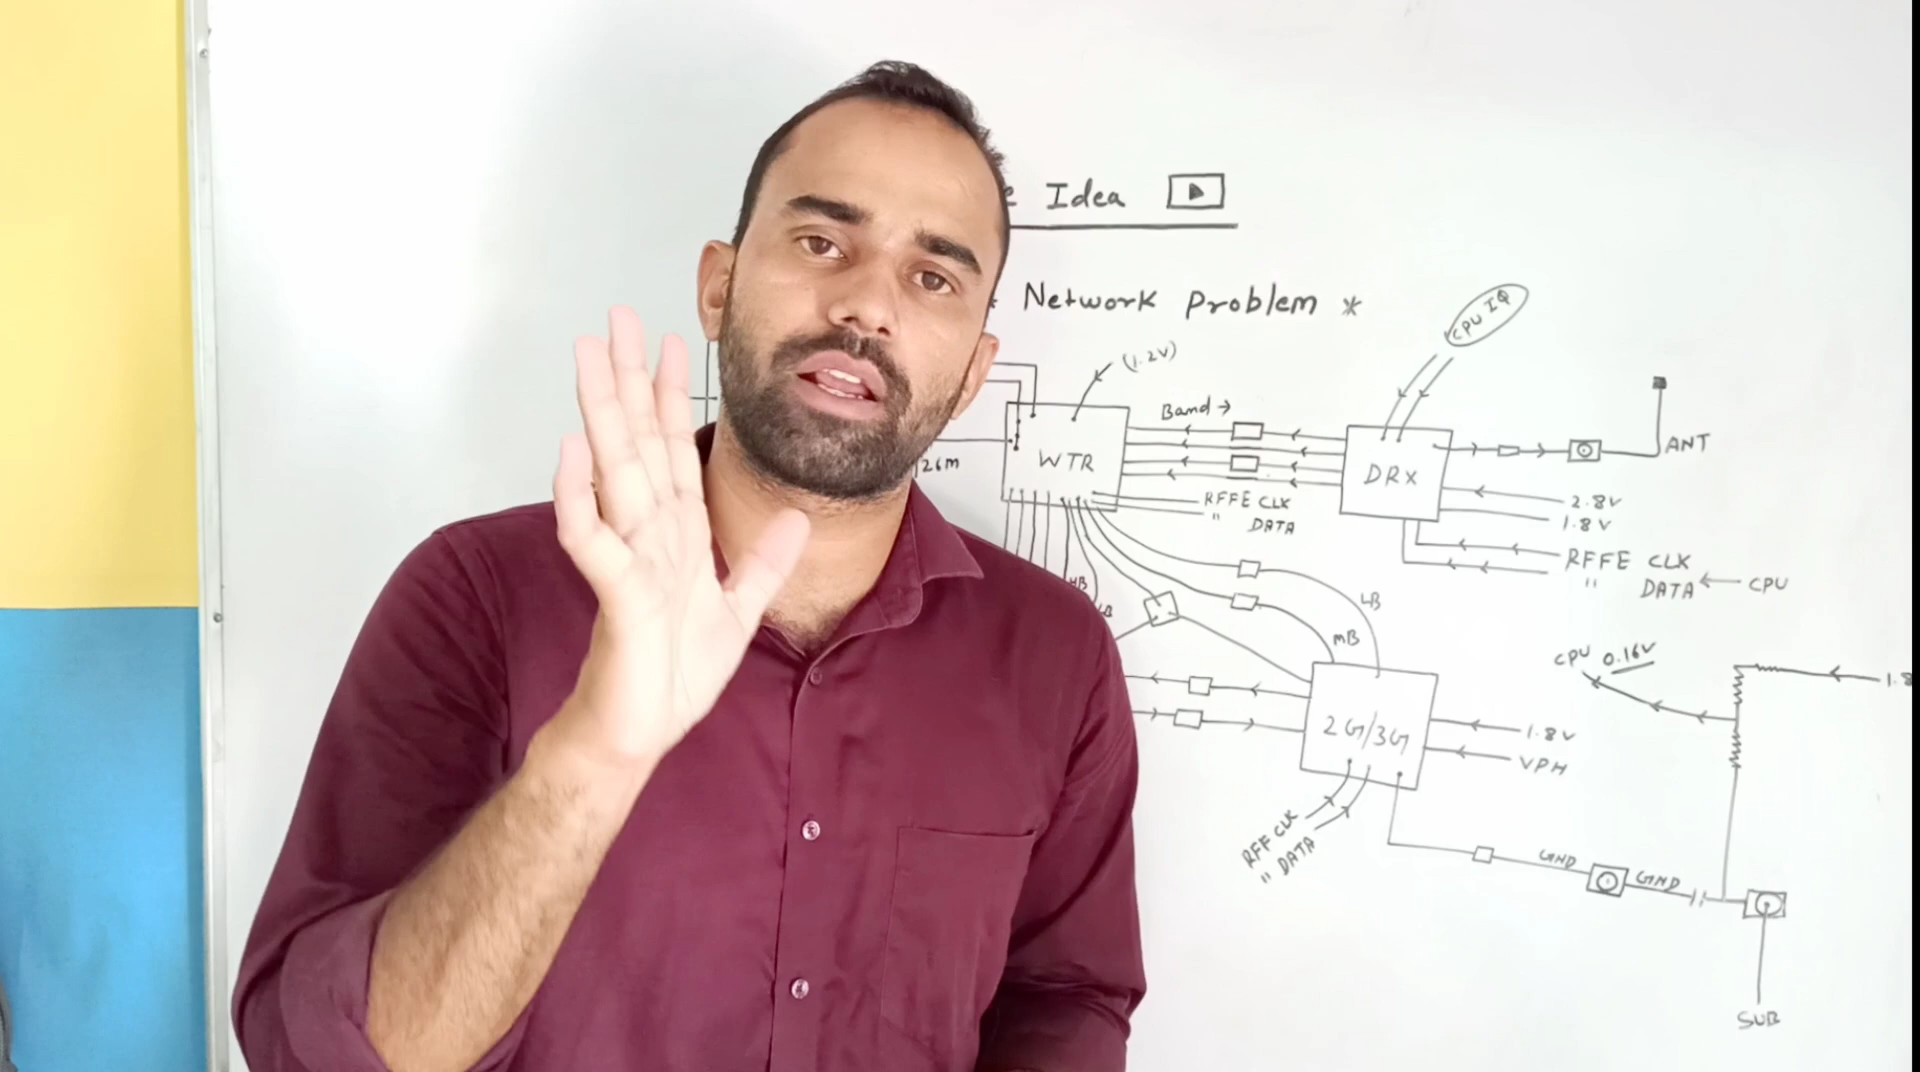 Idea
Network Problem *
CPU IQ
(1.2V)
Band →
ANT
WTR
26M
DRX
2.8V
1.8V
RFFE CLK
" DATA
RFFE CLK
" DATA ← CPU
HB
LB
LB
MB
CPU 0.16V
2G/3G
1.8V
VPH
RFF CLK
" DATA
GND
GND
SUB